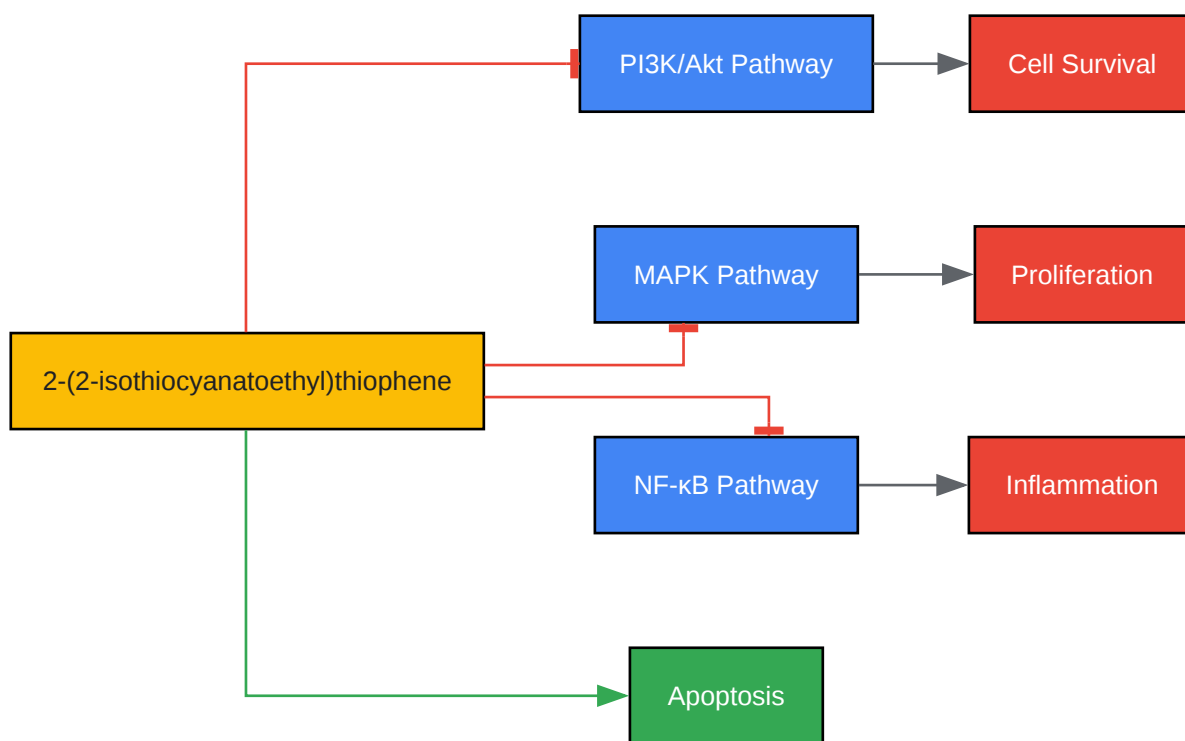 PI3K/Akt Pathway
Cell Survival
MAPK Pathway
Proliferation
2-(2-isothiocyanatoethyl)thiophene
NF-κB Pathway
Inflammation
Apoptosis